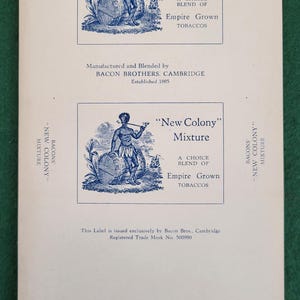 BLEND OF
Empire Grown
TOBACCOS
Manufactured and Blended by
BACON BROTHERS, CAMBRIDGE
Established 1805
"New Colony"
Mixture
A CHOICE
BLEND OF
Empire Grown
TOBACCOS
BACONS'
"NEW COLONY"
MIXTURE
BACONS'
"NEW COLONY"
MIXTURE
This Label is issued exclusively by Bacon Bros., Cambridge
Registered Trade Mark No.